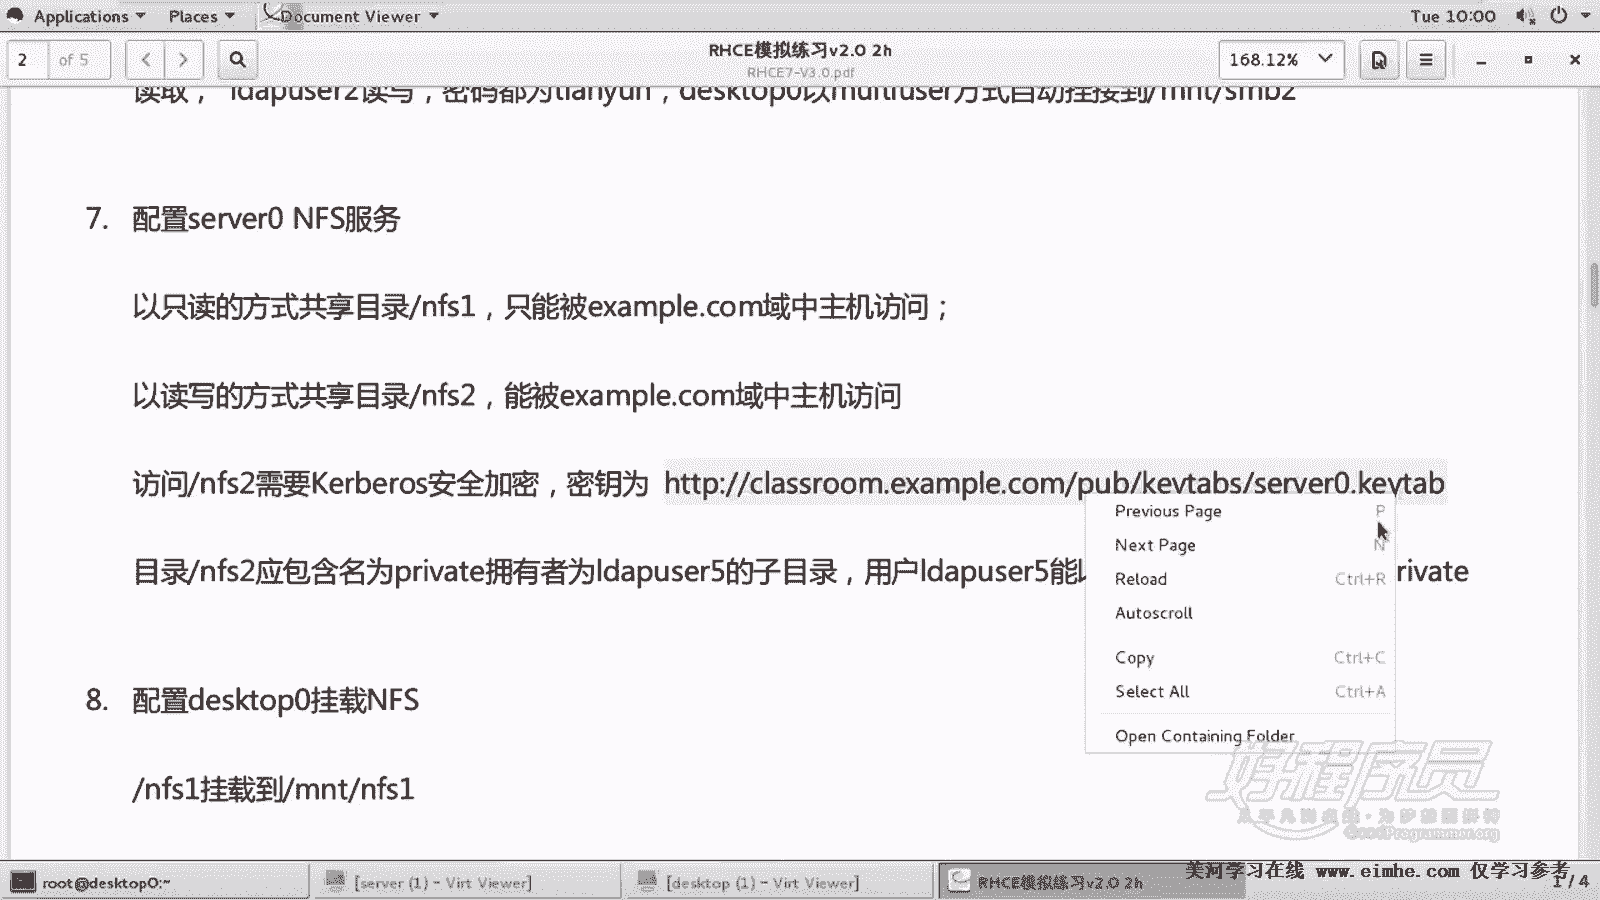 Applications Places Document Viewer Tue 10:00
2 of 5 RHCE模拟练习v2.0 2h 168.12%
RHCE7-V3.0.pdf
读取， ldapuser2读写，密码都为tianyun，desktop0以multiuser方式自动挂接到/mnt/smb2
7. 配置server0 NFS服务
以只读的方式共享目录/nfs1，只能被example.com域中主机访问；
以读写的方式共享目录/nfs2，能被example.com域中主机访问
访问/nfs2需要Kerberos安全加密，密钥为 http://classroom.example.com/pub/keytabs/server0.keytab
Previous Page P
Next Page N
目录/nfs2应包含名为private拥有者为ldapuser5的子目录，用户ldapuser5能 rivate
Reload Ctrl+R
Autoscroll
Copy Ctrl+C
Select All Ctrl+A
Open Containing Folder
8. 配置desktop0挂载NFS
/nfs1挂载到/mnt/nfs1
好程序员
GoodProgrammer.org
root@desktop0:~ [server (1) - Virt Viewer] [desktop (1) - Virt Viewer] RHCE模拟练习v2.0 2h 1 / 4
美河学习在线 www.eimhe.com 仅学习参考